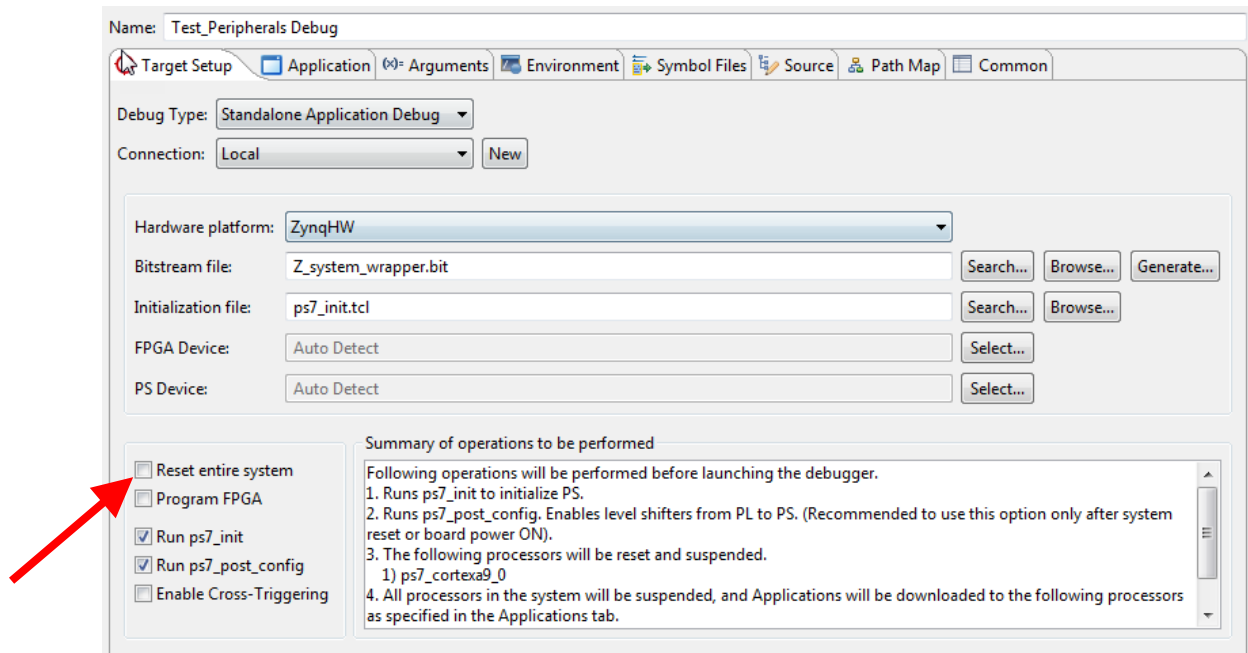 Name: Test_Peripherals Debug
Target Setup Application (x)= Arguments Environment Symbol Files Source Path Map Common
Debug Type: Standalone Application Debug
Connection: Local New
Hardware platform: ZynqHW
Bitstream file: Z_system_wrapper.bit Search... Browse... Generate...
Initialization file: ps7_init.tcl Search... Browse...
FPGA Device: Auto Detect Select...
PS Device: Auto Detect Select...
Reset entire system
Program FPGA
Run ps7_init
Run ps7_post_config
Enable Cross-Triggering
Summary of operations to be performed
Following operations will be performed before launching the debugger.
1. Runs ps7_init to initialize PS.
2. Runs ps7_post_config. Enables level shifters from PL to PS. (Recommended to use this option only after system
reset or board power ON).
3. The following processors will be reset and suspended.
1) ps7_cortexa9_0
4. All processors in the system will be suspended, and Applications will be downloaded to the following processors
as specified in the Applications tab.